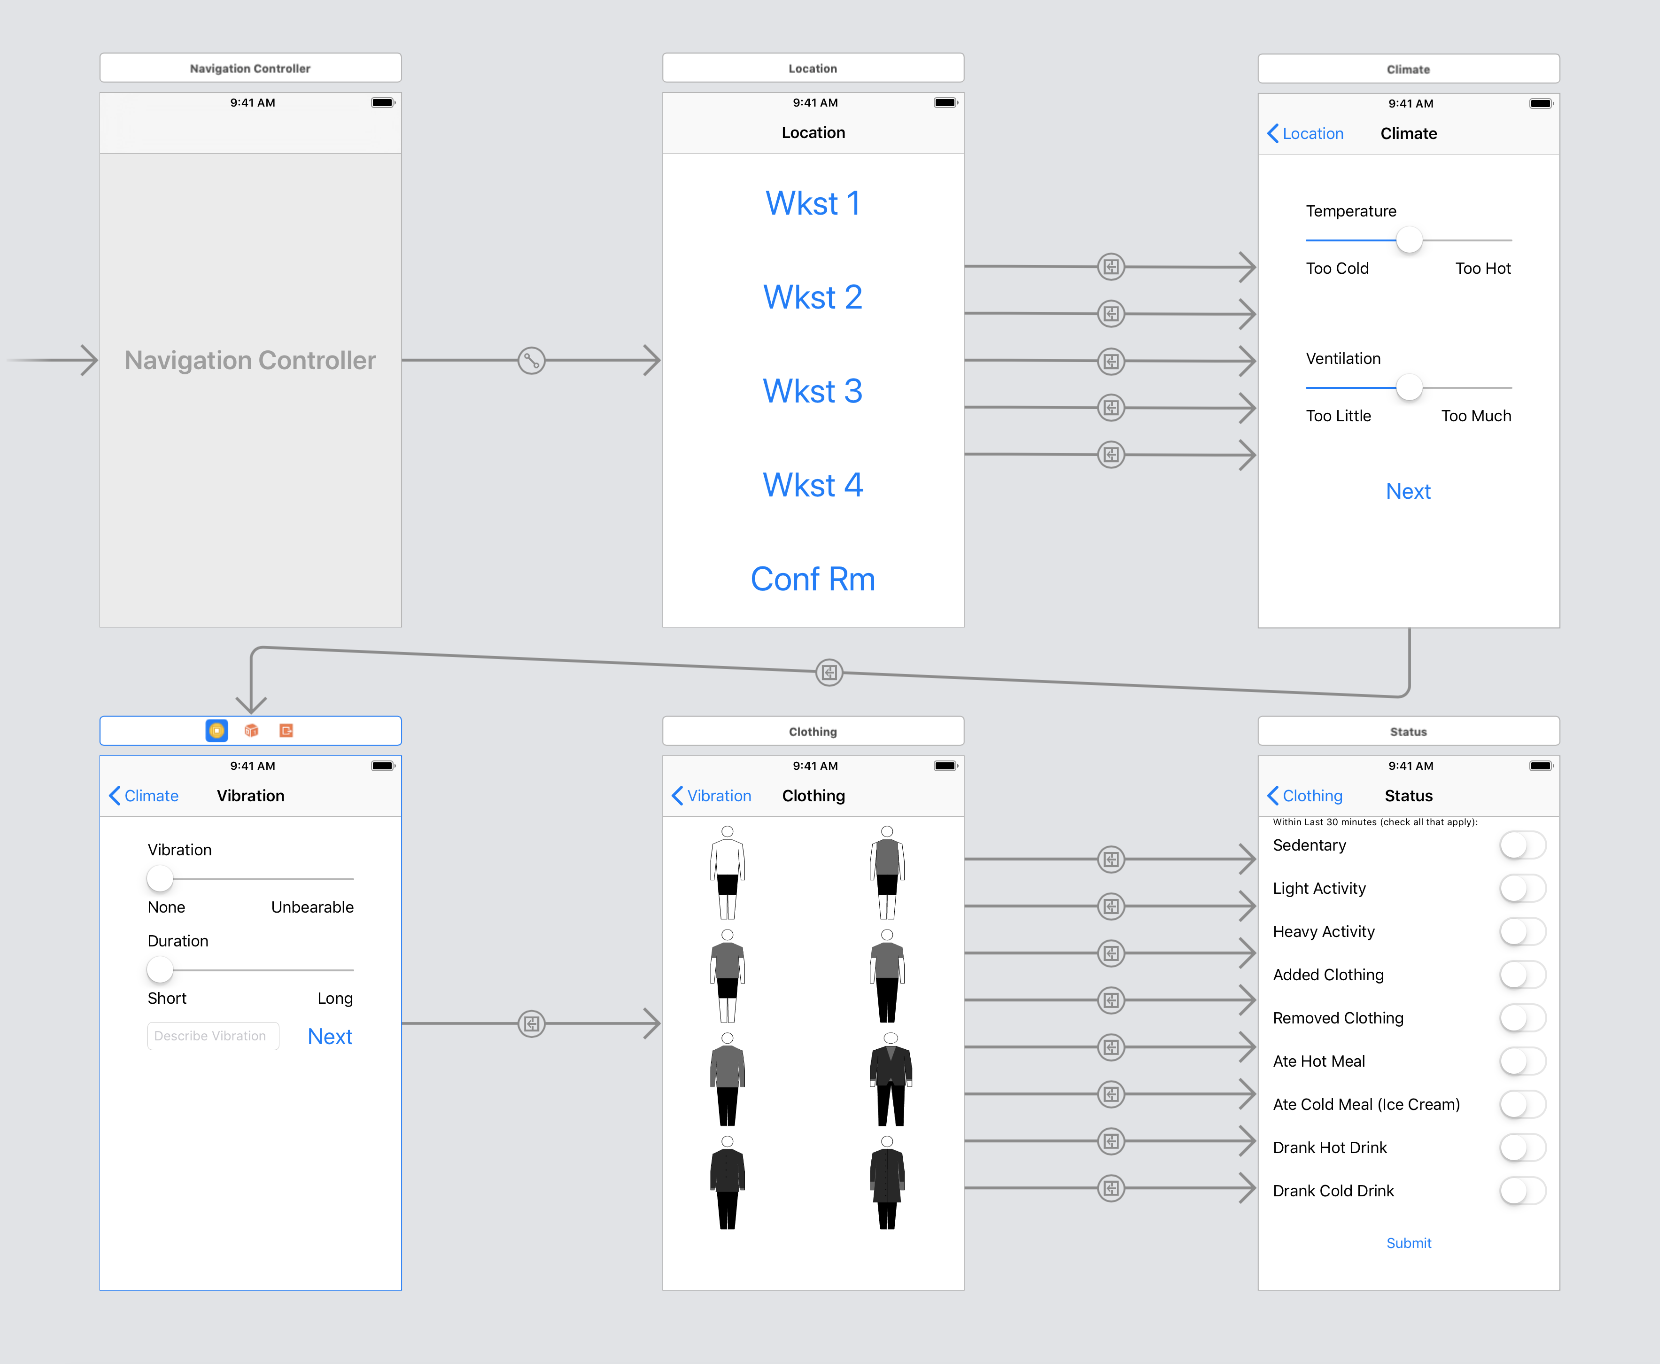 Navigation Controller
9:41 AM
Navigation Controller
Location
9:41 AM
Location
Wkst 1
Wkst 2
Wkst 3
Wkst 4
Conf Rm
Climate
9:41 AM
Location Climate
Temperature
Too Cold Too Hot
Ventilation
Too Little Too Much
Next
9:41 AM
Climate Vibration
Vibration
None Unbearable
Duration
Short Long
Describe Vibration Next
Clothing
9:41 AM
Vibration Clothing
Status
9:41 AM
Clothing Status
Within Last 30 minutes (check all that apply):
Sedentary
Light Activity
Heavy Activity
Added Clothing
Removed Clothing
Ate Hot Meal
Ate Cold Meal (Ice Cream)
Drank Hot Drink
Drank Cold Drink
Submit